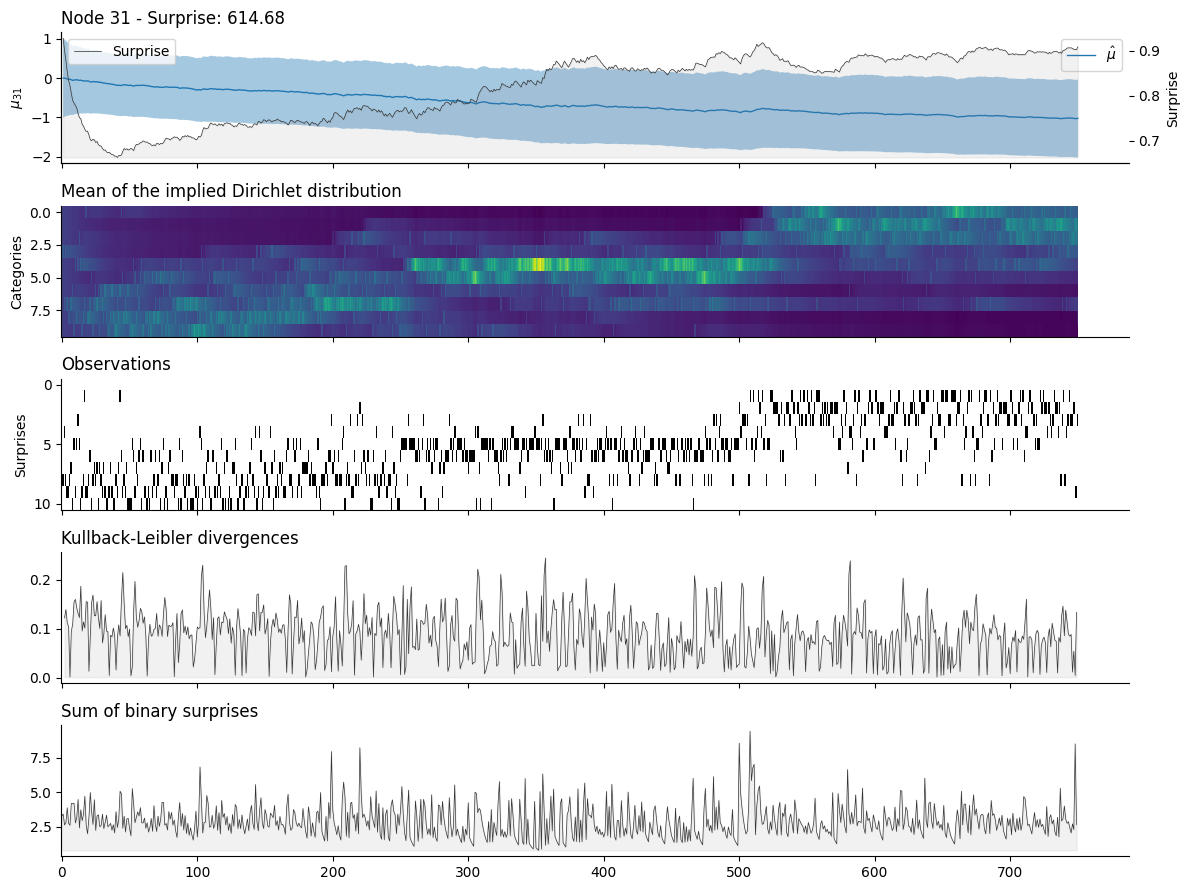 Node 31 - Surprise: 614.68
1
0
−1
−2
μ31
Surprise
μ̂
0.9
0.8
0.7
Surprise
Mean of the implied Dirichlet distribution
0.0
2.5
5.0
7.5
Categories
0
100
200
300
400
500
600
700
Observations
0
5
10
Surprises
Kullback-Leibler divergences
0.2
0.1
0.0
Sum of binary surprises
7.5
5.0
2.5